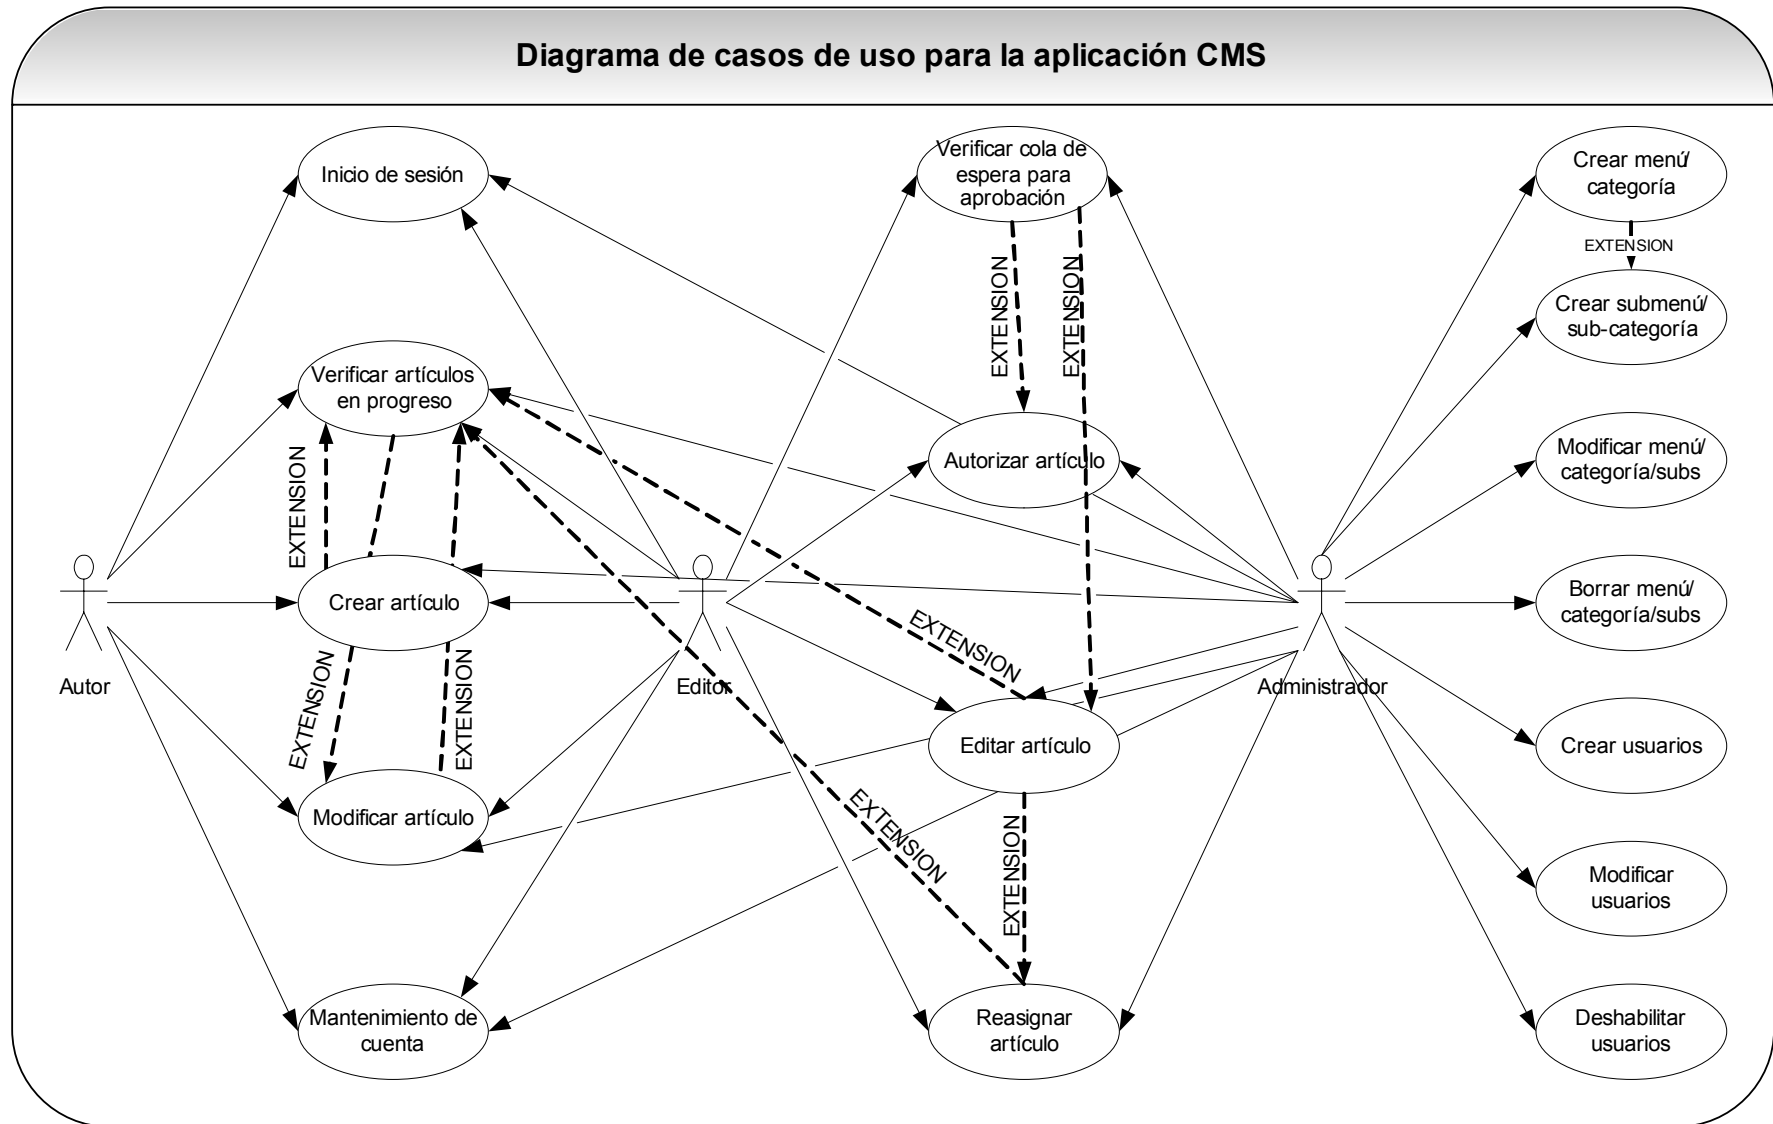 Diagrama de casos de uso para la aplicación CMS
Inicio de sesión
Verificar cola de
espera para
aprobación
Crear menú/
categoría
EXTENSION
Crear submenú/
sub-categoría
EXTENSION
EXTENSION
Verificar artículos
en progreso
Autorizar artículo
Modificar menú/
categoría/subs
EXTENSION
Crear artículo
Borrar menú/
categoría/subs
EXTENSION
Autor
Editor
Administrador
EXTENSION
EXTENSION
Editar artículo
Crear usuarios
Modificar artículo
EXTENSION
EXTENSION
Modificar
usuarios
Mantenimiento de
cuenta
Reasignar
artículo
Deshabilitar
usuarios